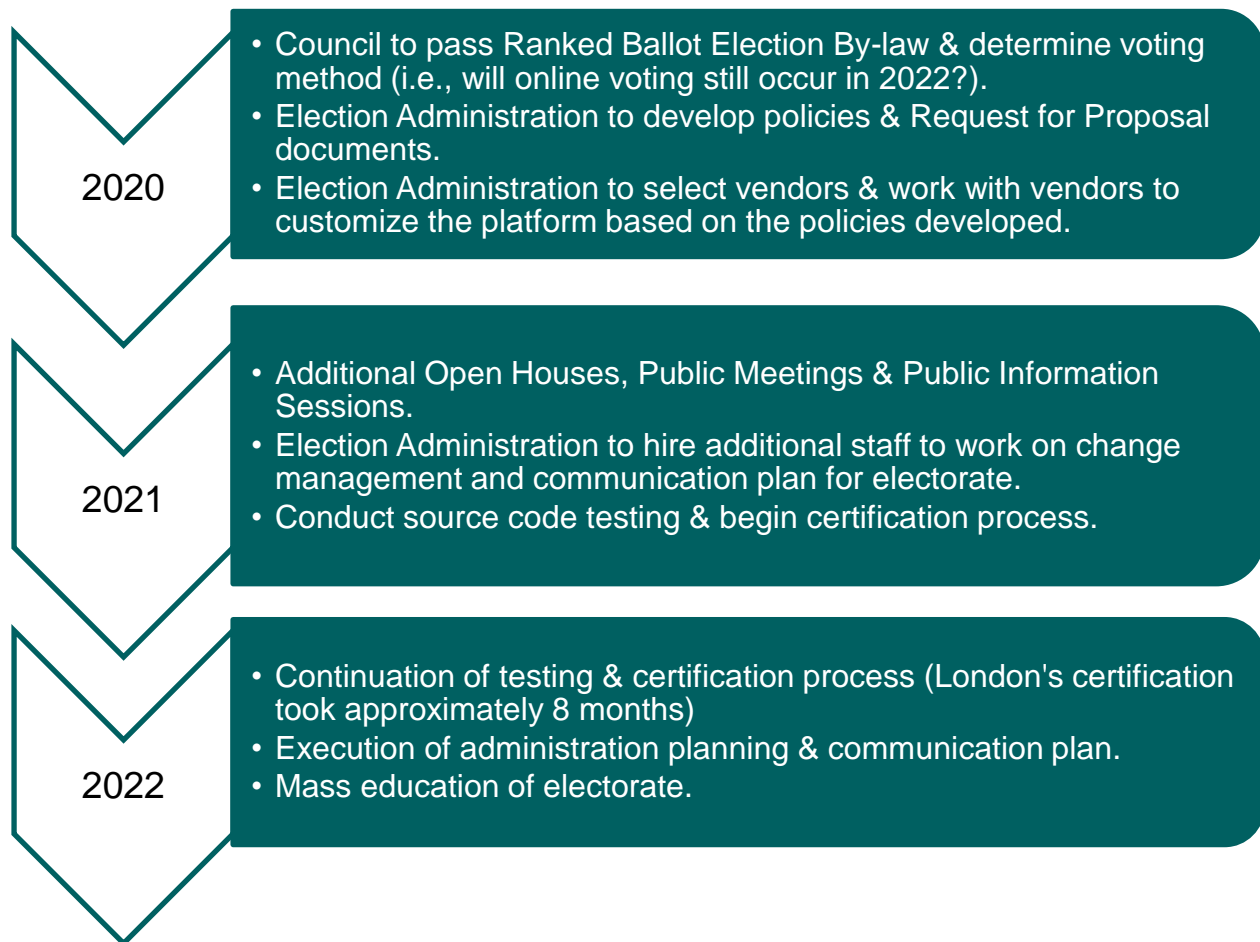 2020
• Council to pass Ranked Ballot Election By-law & determine voting
method (i.e., will online voting still occur in 2022?).
• Election Administration to develop policies & Request for Proposal
documents.
• Election Administration to select vendors & work with vendors to
customize the platform based on the policies developed.
2021
• Additional Open Houses, Public Meetings & Public Information
Sessions.
• Election Administration to hire additional staff to work on change
management and communication plan for electorate.
• Conduct source code testing & begin certification process.
2022
• Continuation of testing & certification process (London's certification
took approximately 8 months)
• Execution of administration planning & communication plan.
• Mass education of electorate.